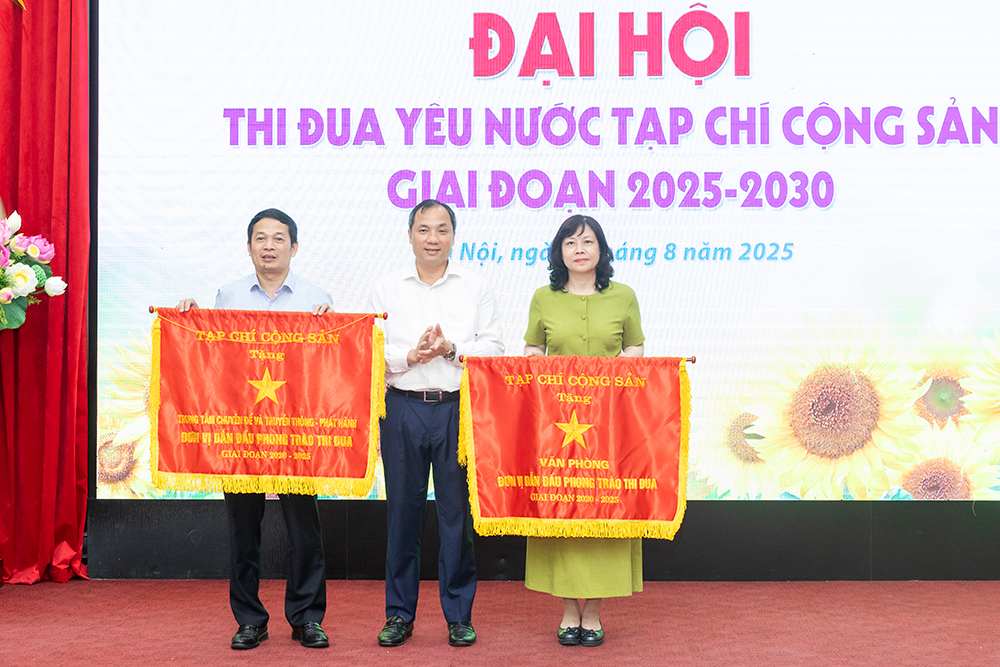 ĐẠI HỘI
THI ĐUA YÊU NƯỚC TẠP CHÍ CỘNG SẢN
GIAI ĐOẠN 2025-2030
Nội, ngày tháng 8 năm 2025
TẠP CHÍ CỘNG SẢN
Tặng
TRUNG TÂM CHUYÊN ĐỀ VÀ TRUYỀN THÔNG - PHÁT HÀNH
ĐƠN VỊ DẪN ĐẦU PHONG TRÀO THI ĐUA
GIAI ĐOẠN 2020 - 2025
TẠP CHÍ CỘNG SẢN
Tặng
VĂN PHÒNG
ĐƠN VỊ DẪN ĐẦU PHONG TRÀO THI ĐUA
GIAI ĐOẠN 2020 - 2025